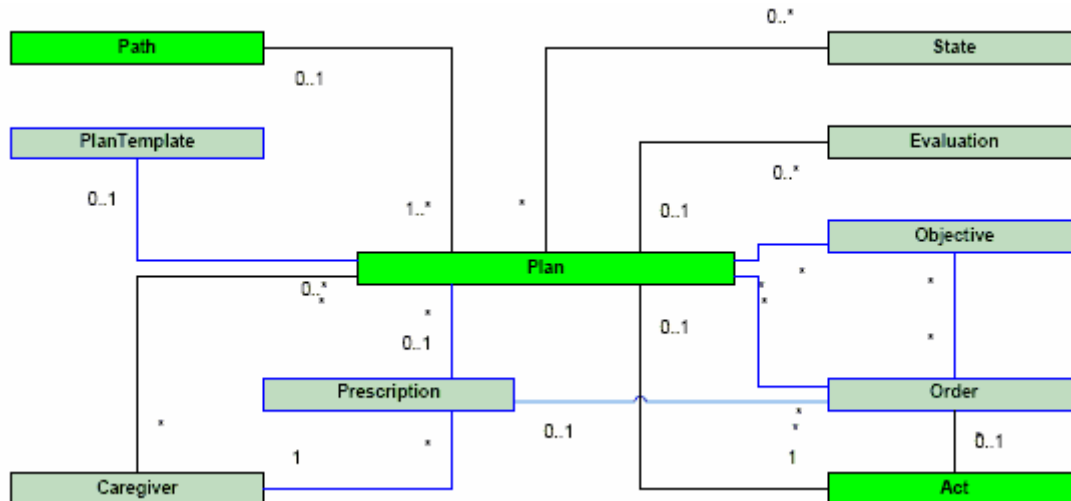 0..*
Path
State
0..1
PlanTemplate
Evaluation
0..*
0..1
1..*
*
0..1
Objective
Plan
*
*
0..*
*
*
*
*
0..1
0..1
*
Prescription
Order
*
*
*
0..1
*
1
1
*
0..1
Caregiver
Act